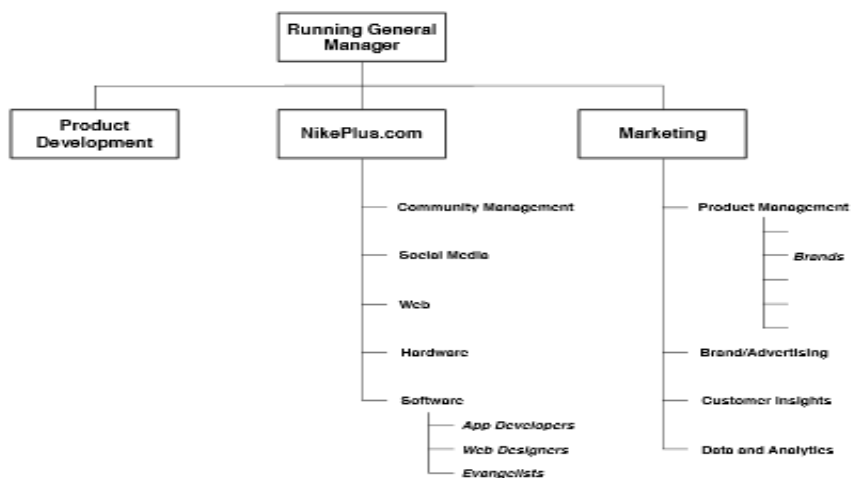 Running General
Manager
Product
Development
NikePlus.com
Marketing
Community Management
Social Media
Web
Hardware
Software
App Developers
Web Designers
Evangelists
Product Management
Brands
Brand/Advertising
Customer Insights
Data and Analytics